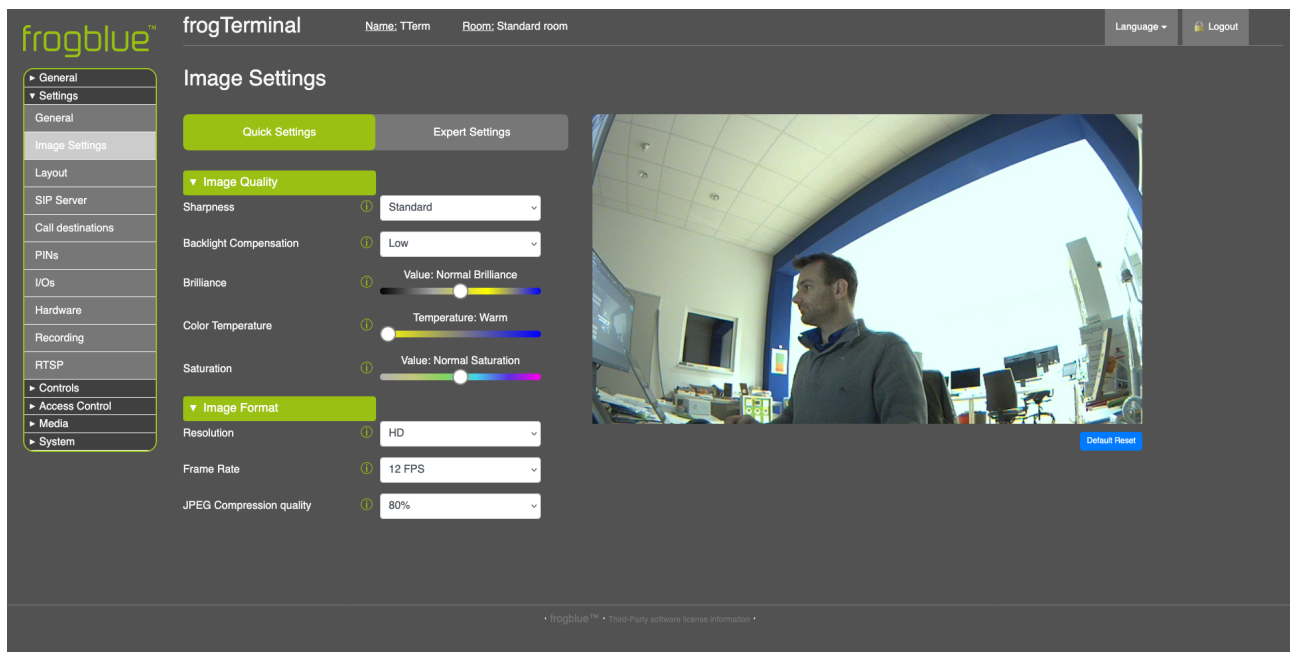 frogblue™
frogTerminal
Name: TTerm
Room: Standard room
Language
Logout
General
Settings
General
Image Settings
Layout
SIP Server
Call destinations
PINs
I/Os
Hardware
Recording
RTSP
Controls
Access Control
Media
System
Image Settings
Quick Settings
Expert Settings
Image Quality
Sharpness
Standard
Backlight Compensation
Low
Brilliance
Value: Normal Brilliance
Color Temperature
Temperature: Warm
Saturation
Value: Normal Saturation
Image Format
Resolution
HD
Frame Rate
12 FPS
JPEG Compression quality
80%
frogblue
Default Reset
• frogblue™ • Third-Party software license information •